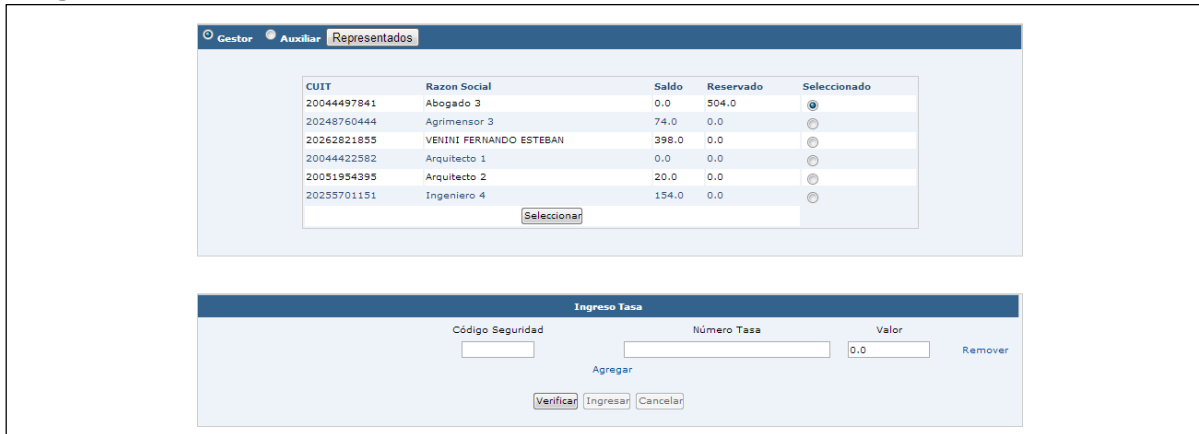 Gestor Auxiliar Representados
CUIT Razon Social Saldo Reservado Seleccionado
20044497841 Abogado 3 0.0 504.0
20248760444 Agrimensor 3 74.0 0.0
20262821855 VENINI FERNANDO ESTEBAN 398.0 0.0
20044422582 Arquitecto 1 0.0 0.0
20051954395 Arquitecto 2 20.0 0.0
20255701151 Ingeniero 4 154.0 0.0
Seleccionar
Ingreso Tasa
Código Seguridad Número Tasa Valor
0.0 Remover
Agregar
Verificar Ingresar Cancelar